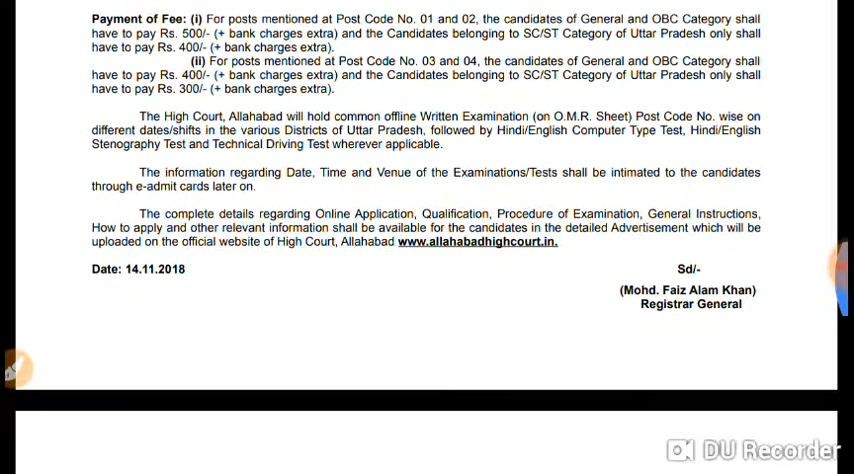 Payment of Fee: (i) For posts mentioned at Post Code No. 01 and 02, the candidates of General and OBC Category shall
have to pay Rs. 500/- (+ bank charges extra) and the Candidates belonging to SC/ST Category of Uttar Pradesh only shall
have to pay Rs. 400/- (+ bank charges extra).
(ii) For posts mentioned at Post Code No. 03 and 04, the candidates of General and OBC Category shall
have to pay Rs. 400/- (+ bank charges extra) and the Candidates belonging to SC/ST Category of Uttar Pradesh only shall
have to pay Rs. 300/- (+ bank charges extra).
The High Court, Allahabad will hold common offline Written Examination (on O.M.R. Sheet) Post Code No. wise on
different dates/shifts in the various Districts of Uttar Pradesh, followed by Hindi/English Computer Type Test, Hindi/English
Stenography Test and Technical Driving Test wherever applicable.
The information regarding Date, Time and Venue of the Examinations/Tests shall be intimated to the candidates
through e-admit cards later on.
The complete details regarding Online Application, Qualification, Procedure of Examination, General Instructions,
How to apply and other relevant information shall be available for the candidates in the detailed Advertisement which will be
uploaded on the official website of High Court, Allahabad www.allahabadhighcourt.in.
Date: 14.11.2018
Sd/-
(Mohd. Faiz Alam Khan)
Registrar General
DU Recorder